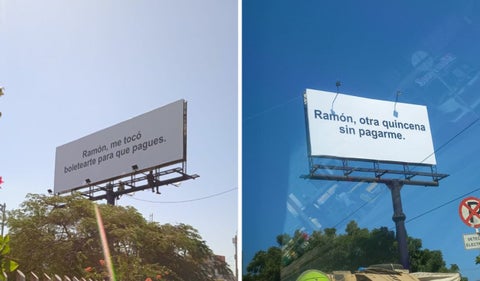 Ramón, me tocó
boletearte para que pagues.
Ramón, otra quincena
sin pagarme.